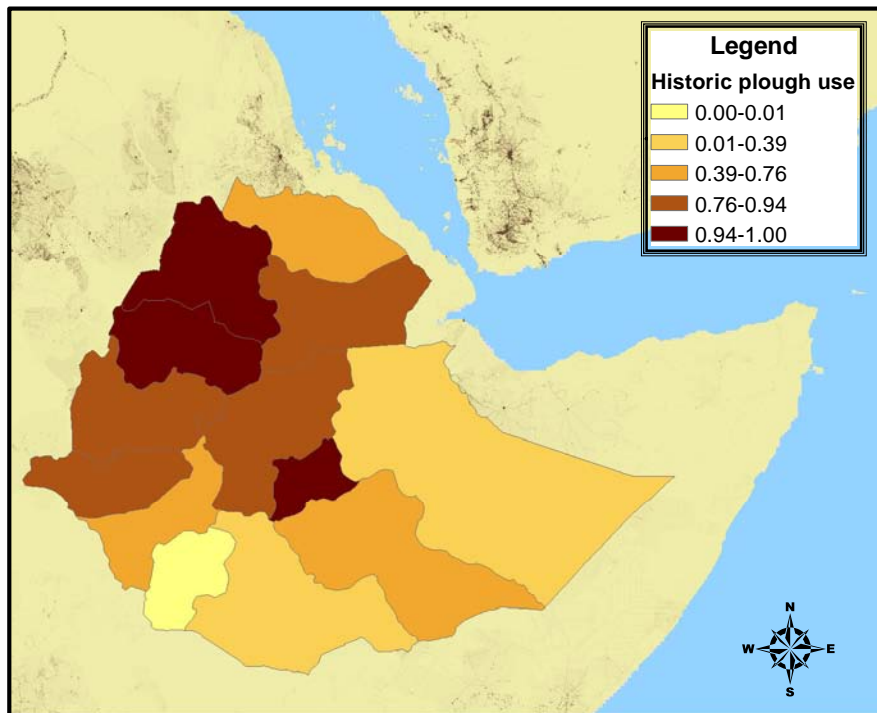 Legend
Historic plough use
0.00-0.01
0.01-0.39
0.39-0.76
0.76-0.94
0.94-1.00
N
W E
S